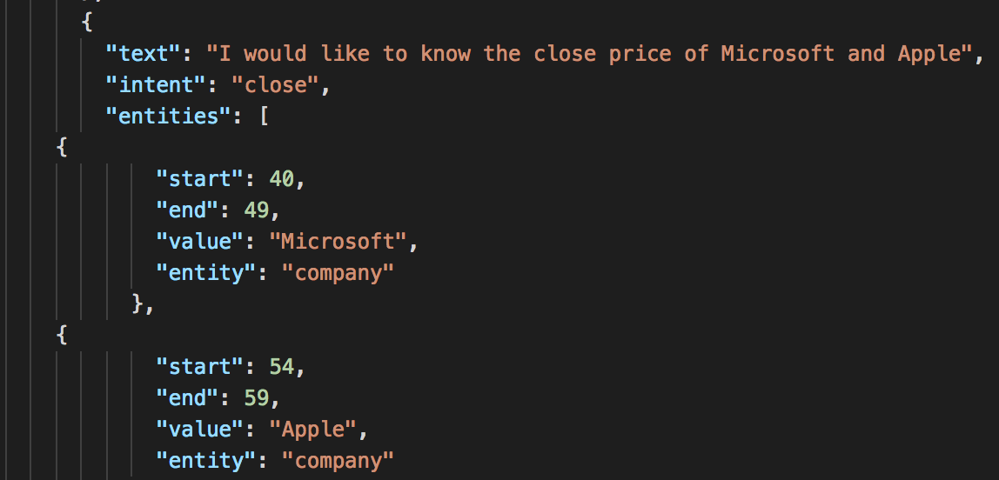 {
"text": "I would like to know the close price of Microsoft and Apple",
"intent": "close",
"entities": [
{
"start": 40,
"end": 49,
"value": "Microsoft",
"entity": "company"
},
{
"start": 54,
"end": 59,
"value": "Apple",
"entity": "company"